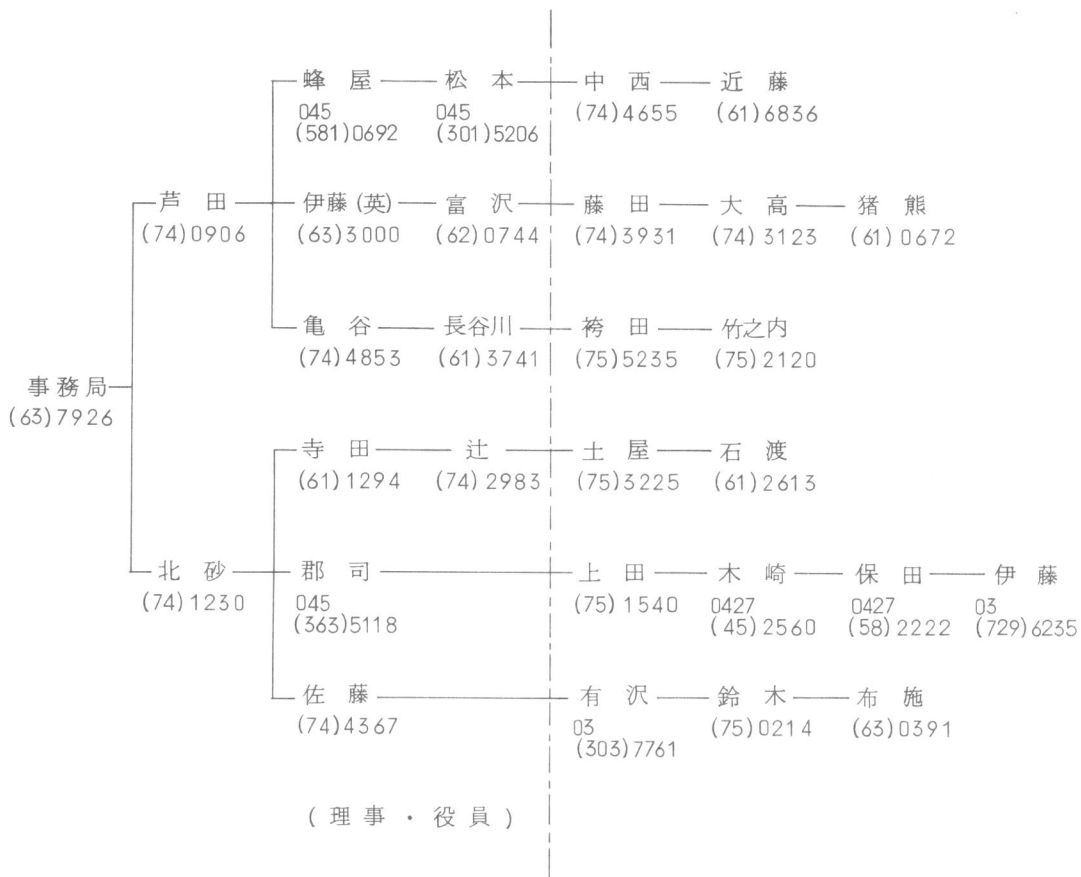 蜂屋 松本 中西 近藤
045 045 (74)4655 (61)6836
(581)0692 (301)5206
芦田 伊藤(英) 富沢 藤田 大高 猪熊
(74)0906 (63)3000 (62)0744 (74)3931 (74)3123 (61)0672
亀谷 長谷川 袴田 竹之内
(74)4853 (61)3741 (75)5235 (75)2120
事務局
(63)7926
寺田 辻 土屋 石渡
(61)1294 (74)2983 (75)3225 (61)2613
北砂 郡司 上田 木崎 保田 伊藤
(74)1230 045 (75)1540 0427 0427 03
(363)5118 (45)2560 (58)2222 (729)6235
佐藤 有沢 鈴木 布施
(74)4367 03 (75)0214 (63)0391
(303)7761
(理事・役員)